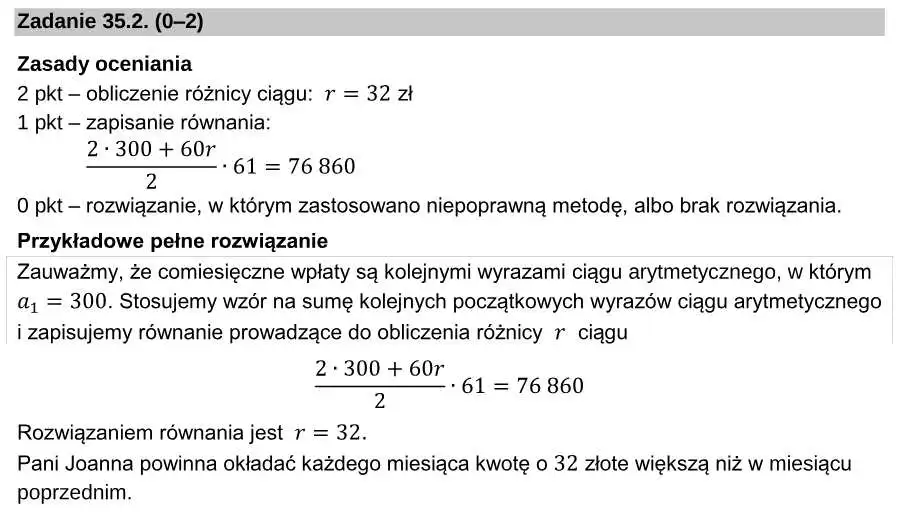 Zadanie 35.2. (0–2)
Zasady oceniania
2 pkt – obliczenie różnicy ciągu: r = 32 zł
1 pkt – zapisanie równania:
(2 · 300 + 60r)/2 · 61 = 76 860
0 pkt – rozwiązanie, w którym zastosowano niepoprawną metodę, albo brak rozwiązania.
Przykładowe pełne rozwiązanie
Zauważmy, że comiesięczne wpłaty są kolejnymi wyrazami ciągu arytmetycznego, w którym
a₁ = 300. Stosujemy wzór na sumę kolejnych początkowych wyrazów ciągu arytmetycznego
i zapisujemy równanie prowadzące do obliczenia różnicy r ciągu
(2 · 300 + 60r)/2 · 61 = 76 860
Rozwiązaniem równania jest r = 32.
Pani Joanna powinna okładać każdego miesiąca kwotę o 32 złote większą niż w miesiącu
poprzednim.